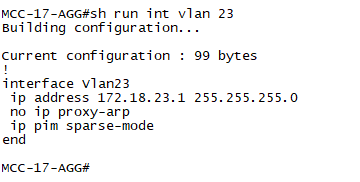 MCC-17-AGG#sh run int vlan 23
Building configuration...
Current configuration : 99 bytes
!
interface Vlan23
 ip address 172.18.23.1 255.255.255.0
 no ip proxy-arp
 ip pim sparse-mode
end
MCC-17-AGG#